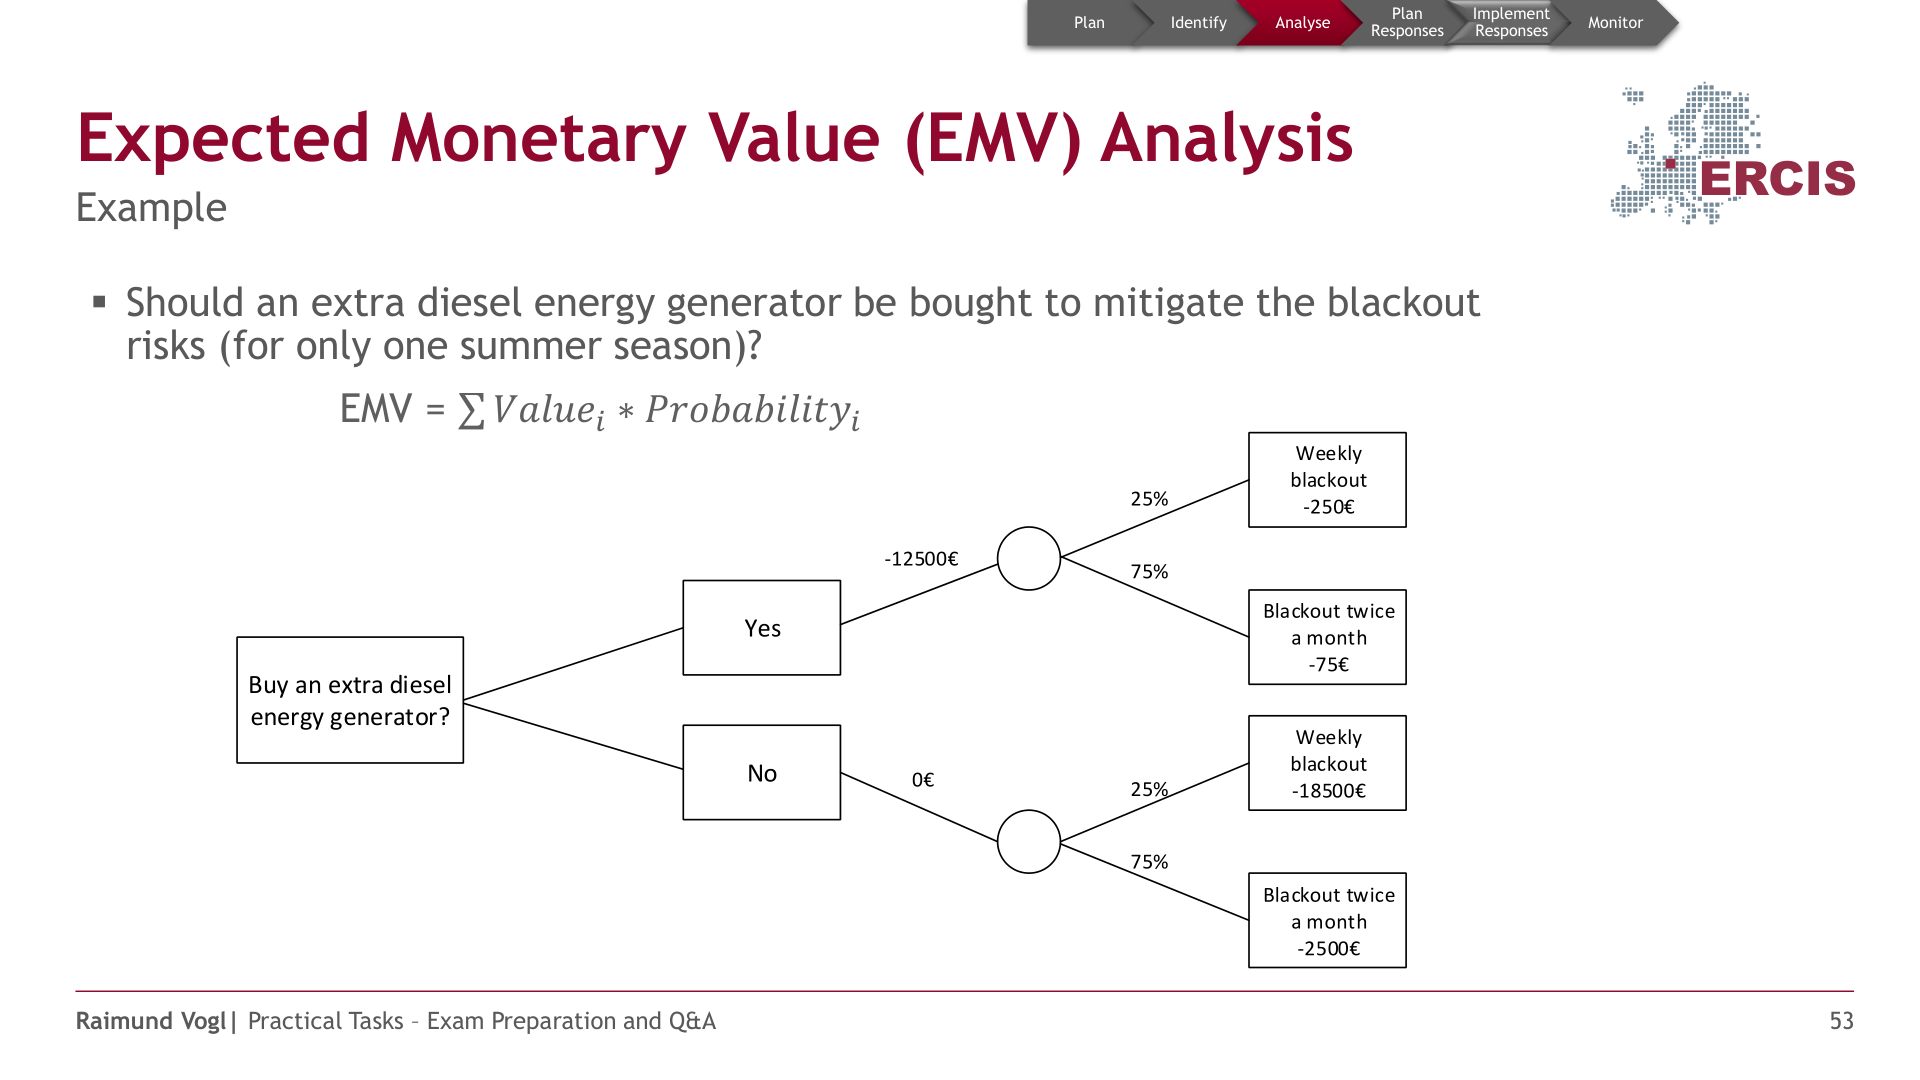 Plan
Identify
Analyse
Plan
Responses
Implement
Responses
Monitor
Expected Monetary Value (EMV) Analysis
Example
ERCIS
▪ Should an extra diesel energy generator be bought to mitigate the blackout
risks (for only one summer season)?
EMV = ∑ Valueᵢ ∗ Probabilityᵢ
Buy an extra diesel
energy generator?
Yes
-12500€
25%
Weekly
blackout
-250€
75%
Blackout twice
a month
-75€
No
0€
25%
Weekly
blackout
-18500€
75%
Blackout twice
a month
-2500€
Raimund Vogl| Practical Tasks – Exam Preparation and Q&A
53